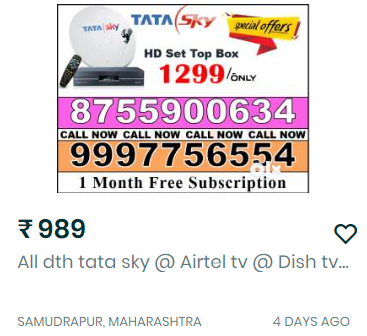 TATA Sky special offers!
TATA Sky
HD Set Top Box
1299/-ONLY
8755900634
CALL NOW CALL NOW CALL NOW CALL NOW
9997756554
olx
1 Month Free Subscription
₹ 989
All dth tata sky @ Airtel tv @ Dish tv...
SAMUDRAPUR, MAHARASHTRA 4 DAYS AGO